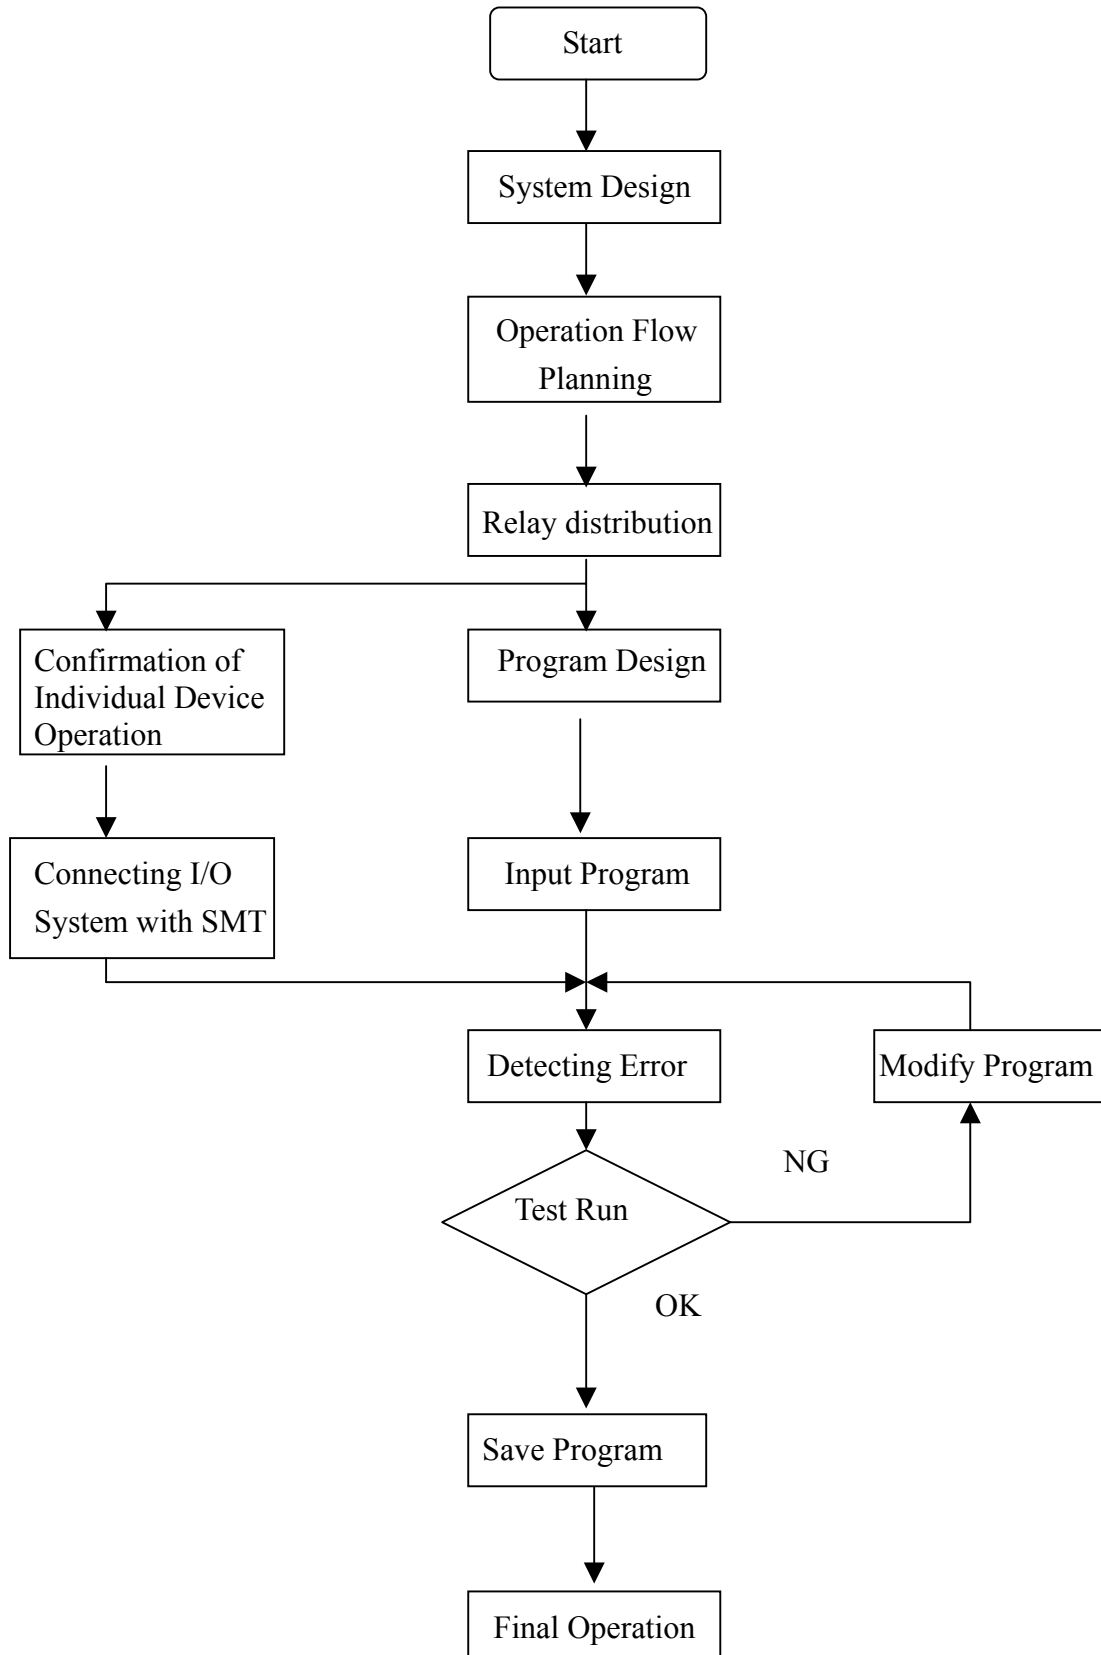 Start
System Design
Operation Flow
Planning
Relay distribution
Confirmation of
Individual Device
Operation
Program Design
Connecting I/O
System with SMT
Input Program
Detecting Error
Modify Program
NG
Test Run
OK
Save Program
Final Operation